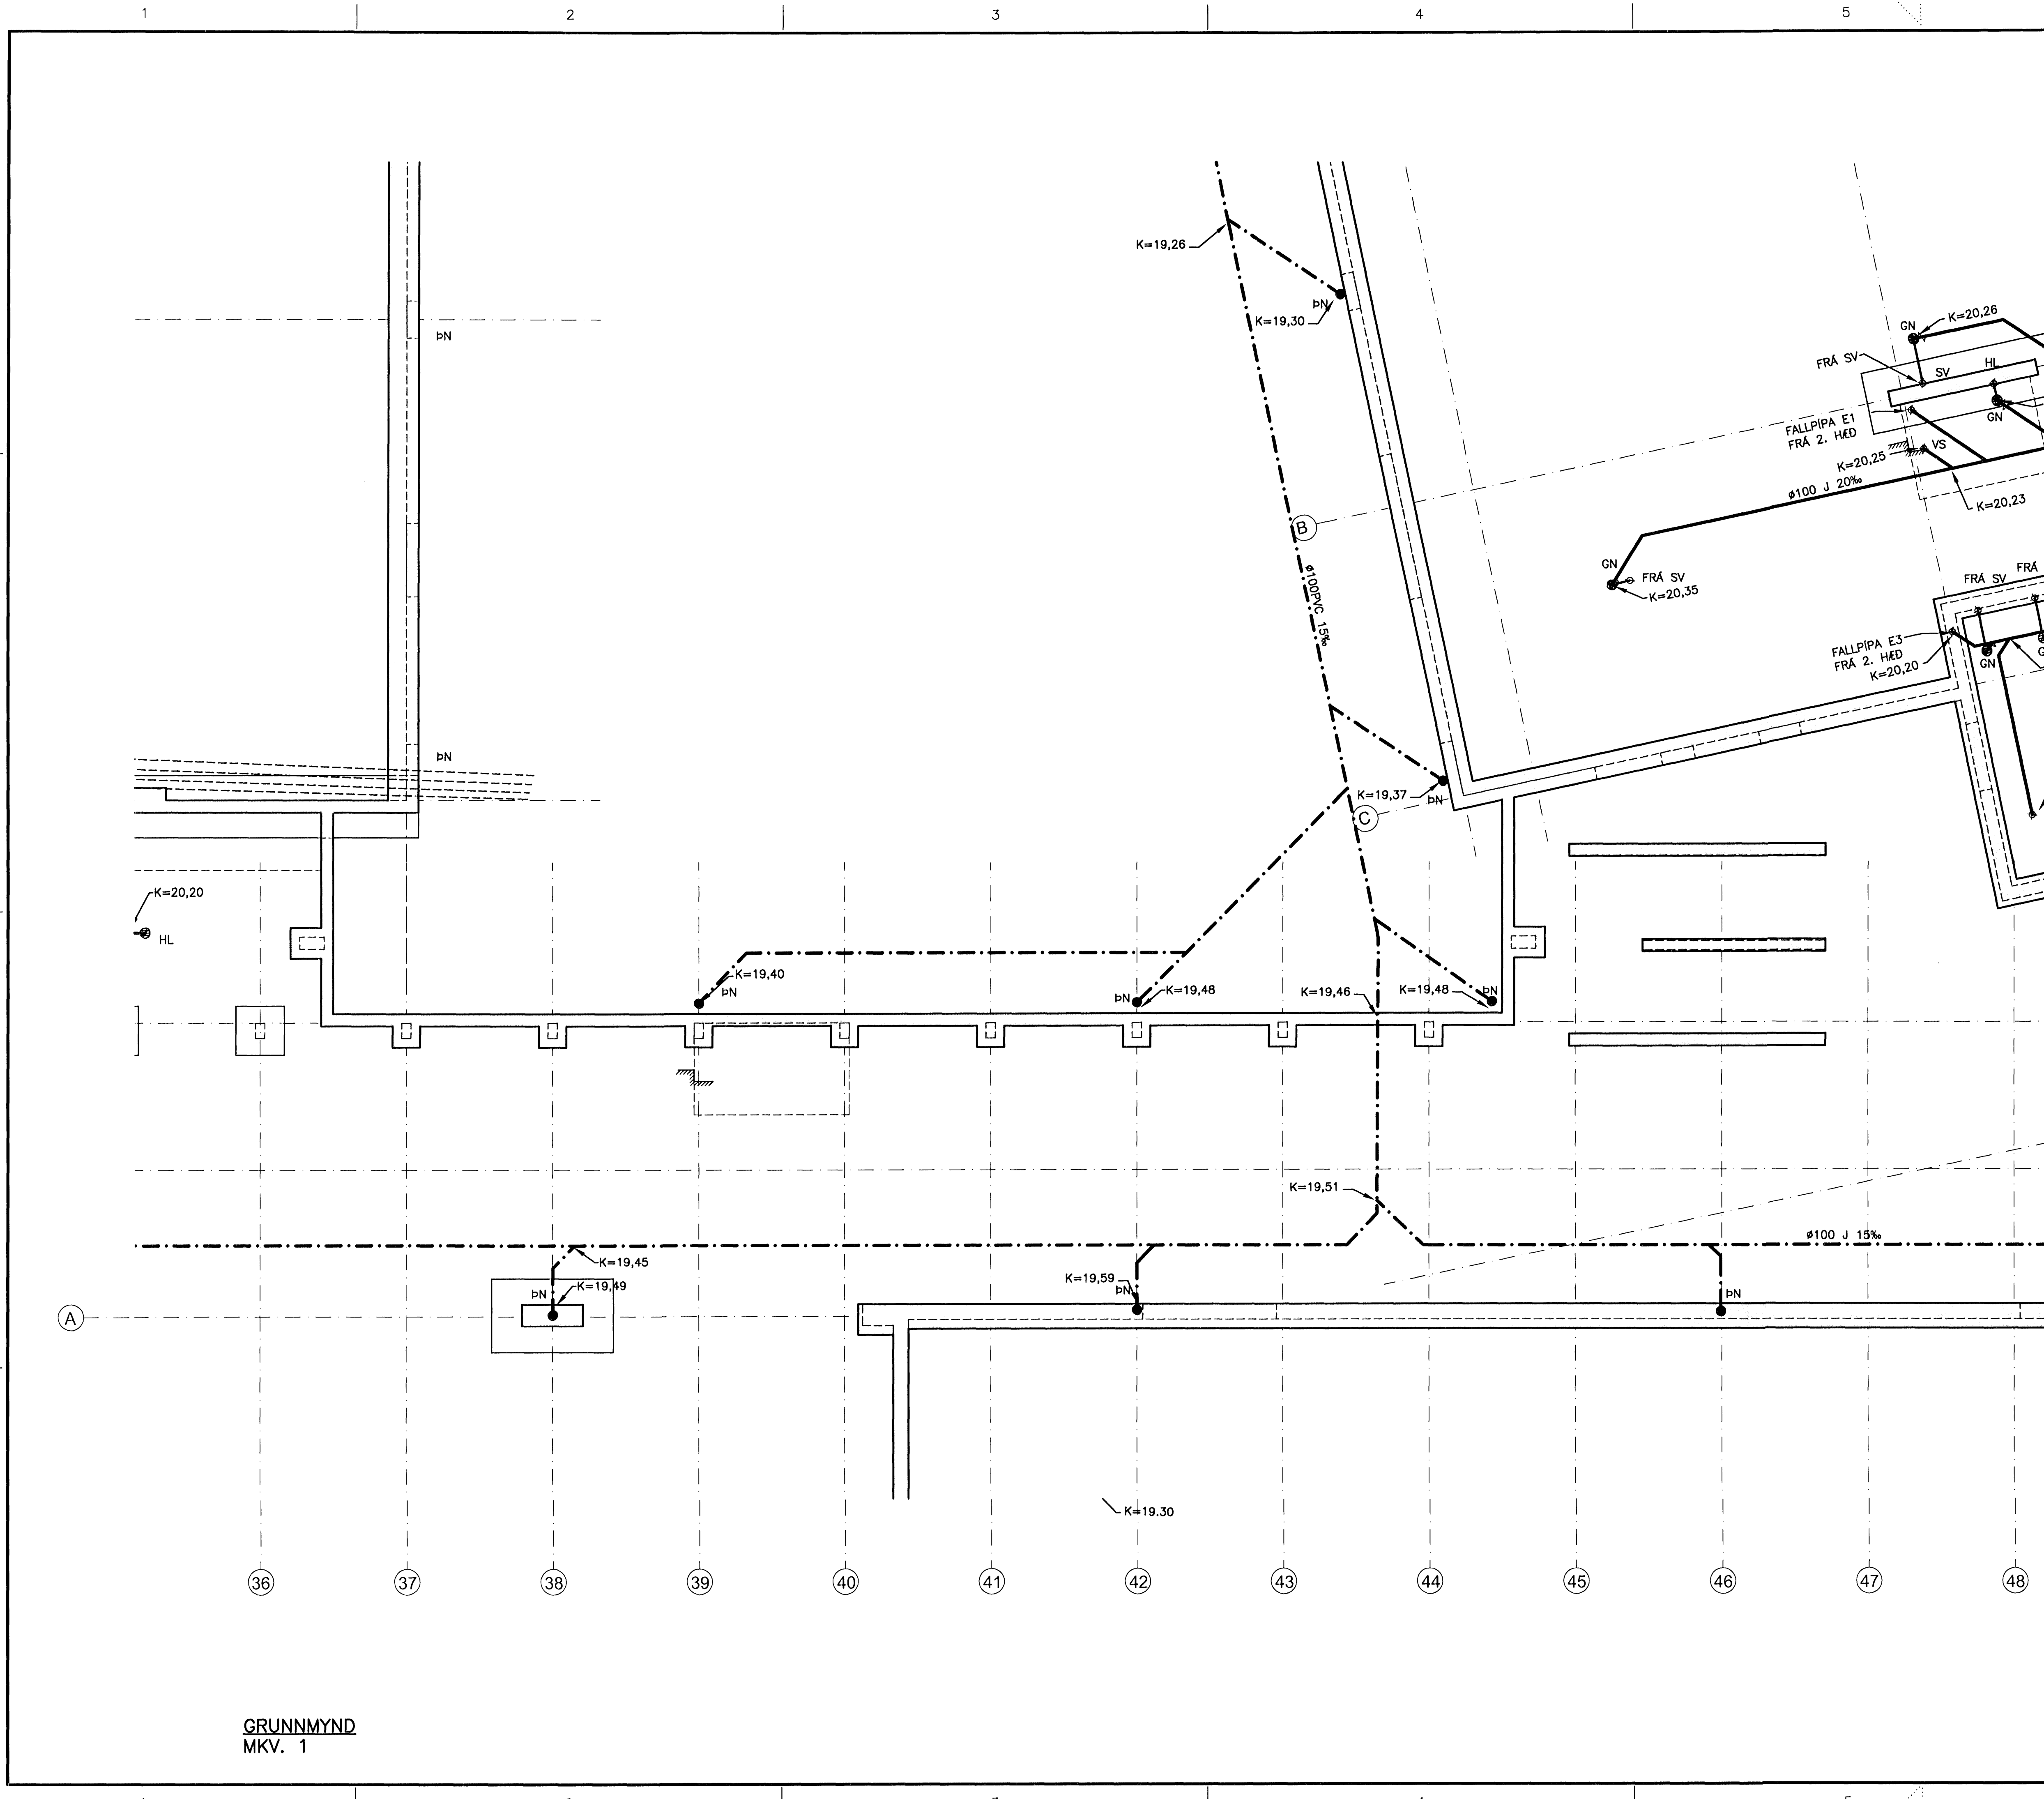 1
2
3
4
5
K=19,26
ÞN
K=19,30
ÞN
GN
K=20,26
FRÁ SV
SV
HL
GN
FALLPÍPA E1
FRÁ 2. HÆÐ
VS
K=20,25
ø100 J 20‰
K=20,23
B
ø100PVC 15‰
GN
FRÁ SV
K=20,35
FRÁ SV
FRÁ
FALLPÍPA E3
FRÁ 2. HÆÐ
K=20,20
GN
ÞN
K=19,37
ÞN
C
K=20,20
HL
K=19,40
ÞN
ÞN
K=19,48
K=19,46
K=19,48
ÞN
K=19,51
ø100 J 15‰
K=19,45
K=19,49
ÞN
K=19,59
ÞN
ÞN
A
K=19.30
36
37
38
39
40
41
42
43
44
45
46
47
48
GRUNNMYND
MKV. 1